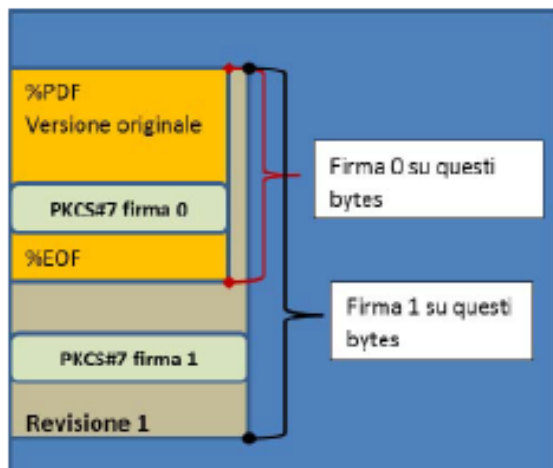 %PDF
Versione originale
PKCS#7 firma 0
%EOF
Firma 0 su questi
bytes
Firma 1 su questi
bytes
PKCS#7 firma 1
Revisione 1